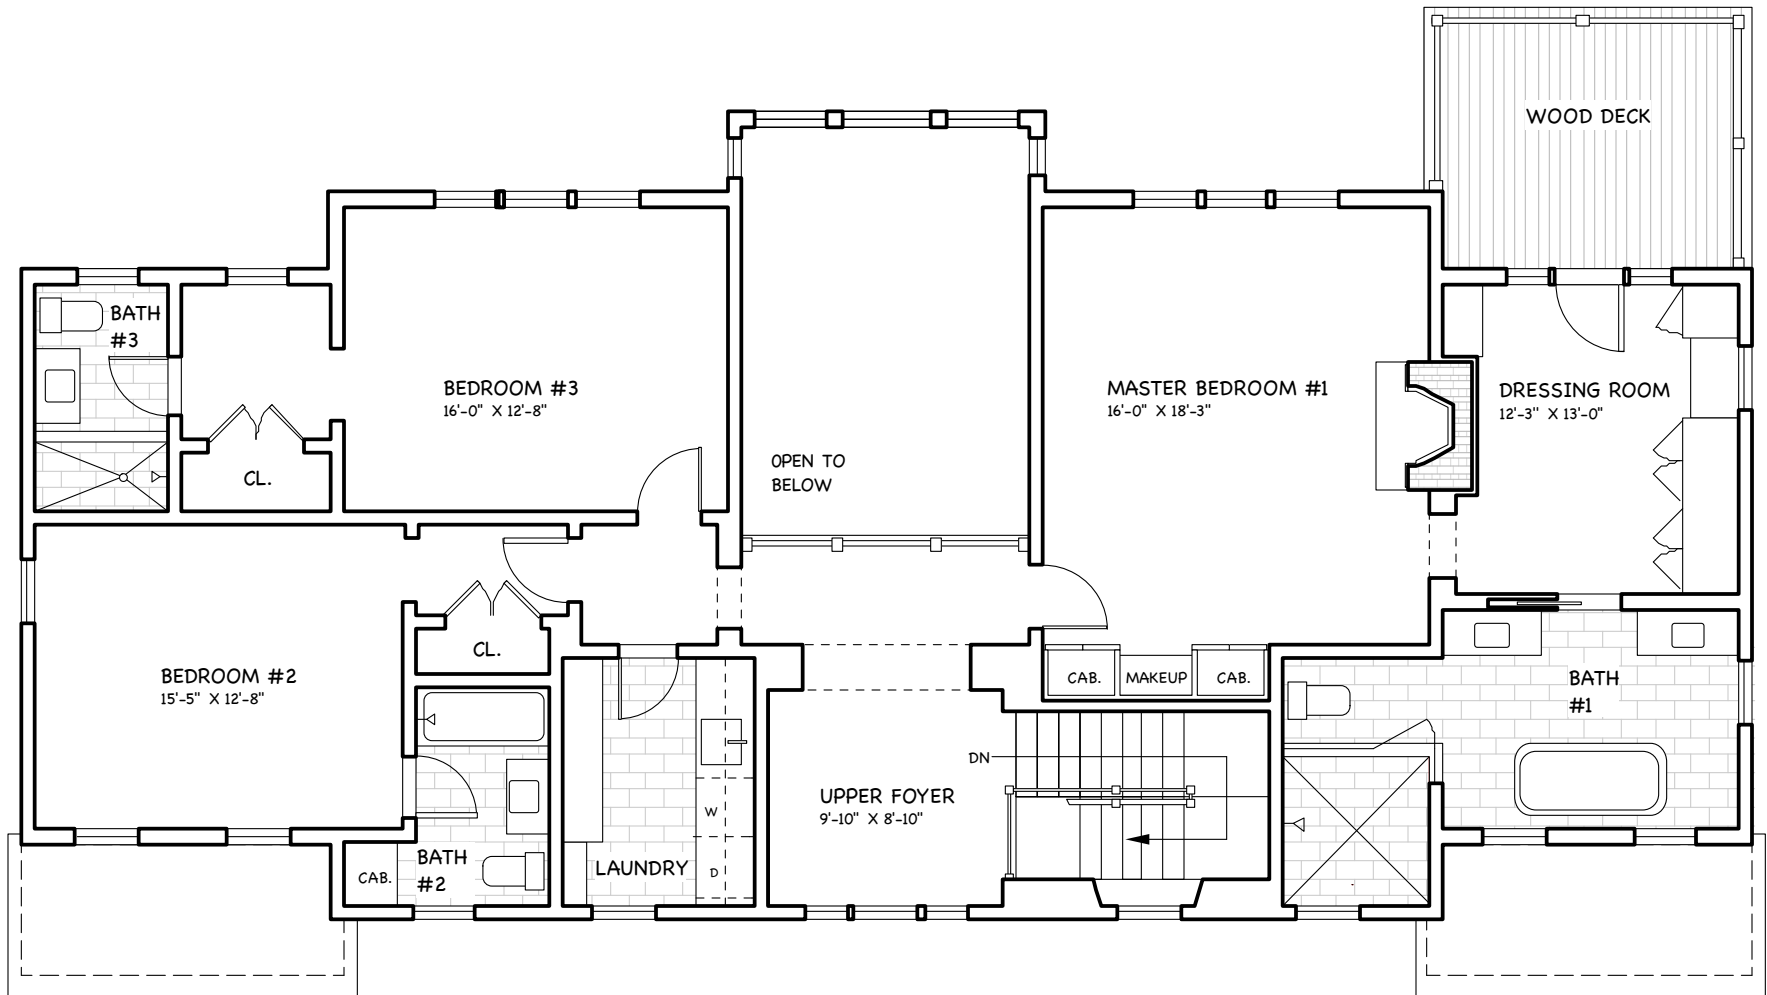 WOOD DECK
BATH
#3
BEDROOM #3
16'-0" X 12'-8"
MASTER BEDROOM #1
16'-0" X 18'-3"
DRESSING ROOM
12'-3" X 13'-0"
OPEN TO
BELOW
CL.
CL.
BEDROOM #2
15'-5" X 12'-8"
CAB.
MAKEUP
CAB.
BATH
#1
DN
UPPER FOYER
9'-10" X 8'-10"
W
D
LAUNDRY
BATH
#2
CAB.